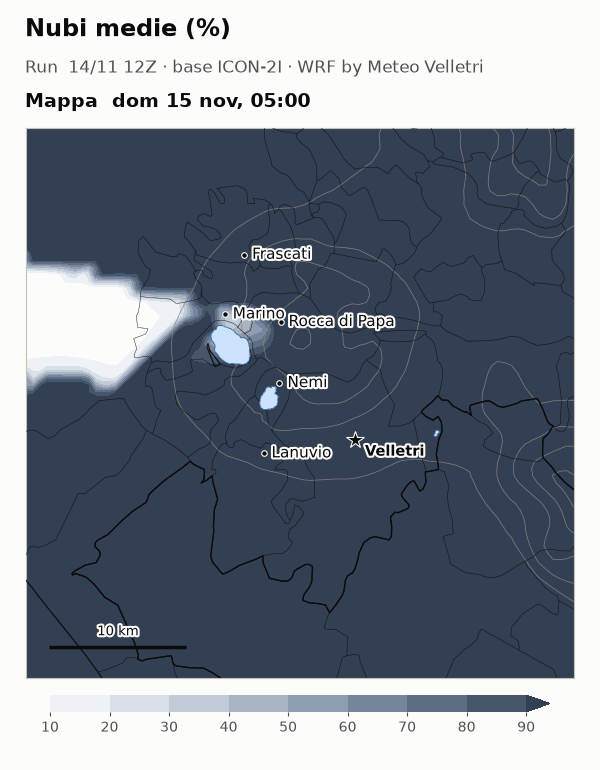 Nubi medie (%)
Run  14/11 12Z · base ICON-2I · WRF by Meteo Velletri
Mappa  dom 15 nov, 05:00
Frascati
Marino
Rocca di Papa
Nemi
Velletri
Lanuvio
10 km
10 20 30 40 50 60 70 80 90